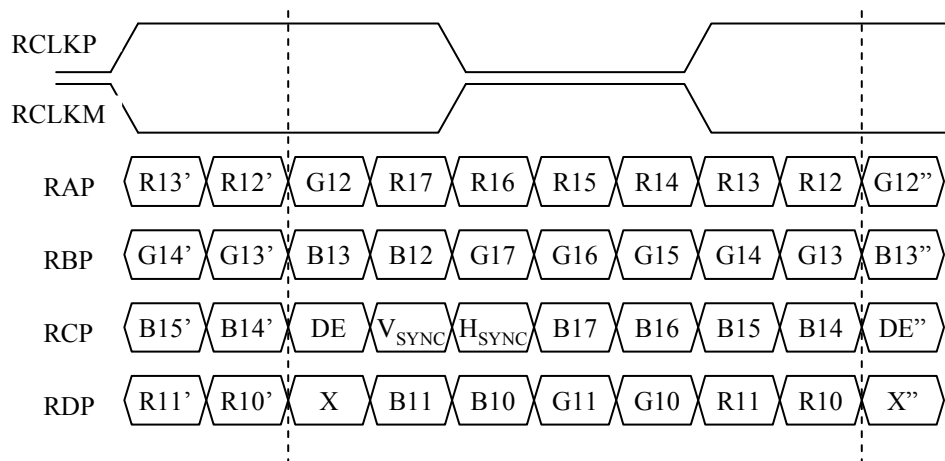 RCLKP
RCLKM
RAP R13’ R12’ G12 R17 R16 R15 R14 R13 R12 G12”
RBP G14’ G13’ B13 B12 G17 G16 G15 G14 G13 B13”
RCP B15’ B14’ DE VSYNC HSYNC B17 B16 B15 B14 DE”
RDP R11’ R10’ X B11 B10 G11 G10 R11 R10 X”